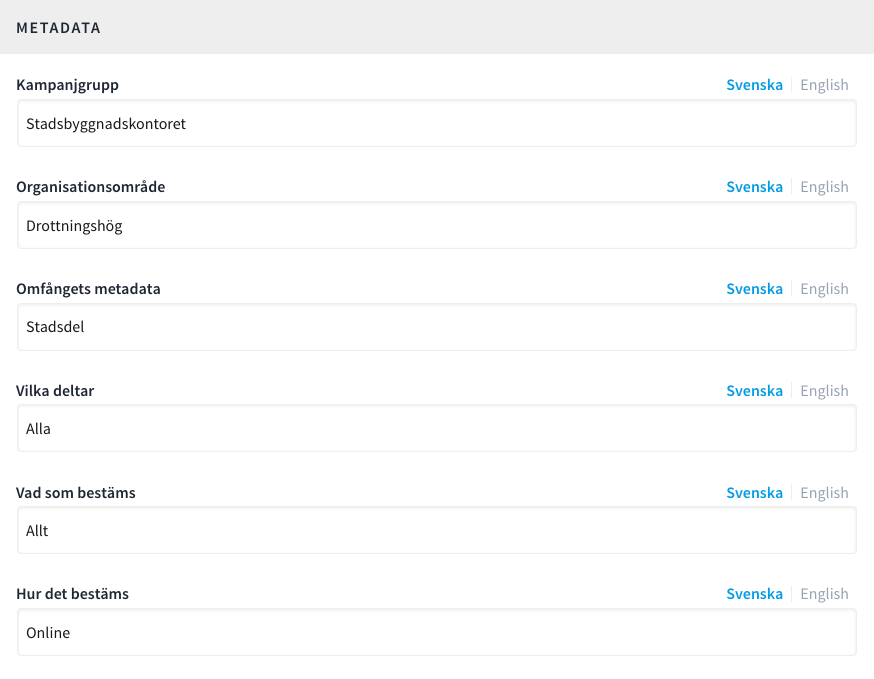 METADATA
Kampanjgrupp Svenska English
Stadsbyggnadskontoret
Organisationsområde Svenska English
Drottningshög
Omfångets metadata Svenska English
Stadsdel
Vilka deltar Svenska English
Alla
Vad som bestäms Svenska English
Allt
Hur det bestäms Svenska English
Online